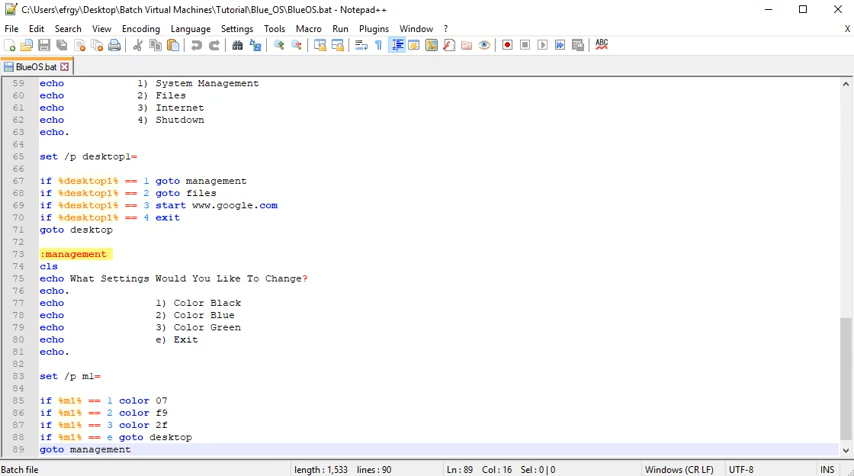 C:\Users\efrgy\Desktop\Batch Virtual Machines\Tutorial\Blue_OS\BlueOS.bat - Notepad++
File Edit Search View Encoding Language Settings Tools Macro Run Plugins Window ? X
ABC
BlueOS.bat
59 echo 1) System Management
60 echo 2) Files
61 echo 3) Internet
62 echo 4) Shutdown
63 echo.
64
65 set /p desktop1=
66
67 if %desktop1% == 1 goto management
68 if %desktop1% == 2 goto files
69 if %desktop1% == 3 start www.google.com
70 if %desktop1% == 4 exit
71 goto desktop
72
73 :management
74 cls
75 echo What Settings Would You Like To Change?
76 echo.
77 echo 1) Color Black
78 echo 2) Color Blue
79 echo 3) Color Green
80 echo e) Exit
81 echo.
82
83 set /p m1=
84
85 if %m1% == 1 color 07
86 if %m1% == 2 color f9
87 if %m1% == 3 color 2f
88 if %m1% == e goto desktop
89 goto management
Batch file length : 1,533 lines : 90 Ln : 89 Col : 16 Sel : 0 | 0 Windows (CR LF) UTF-8 INS